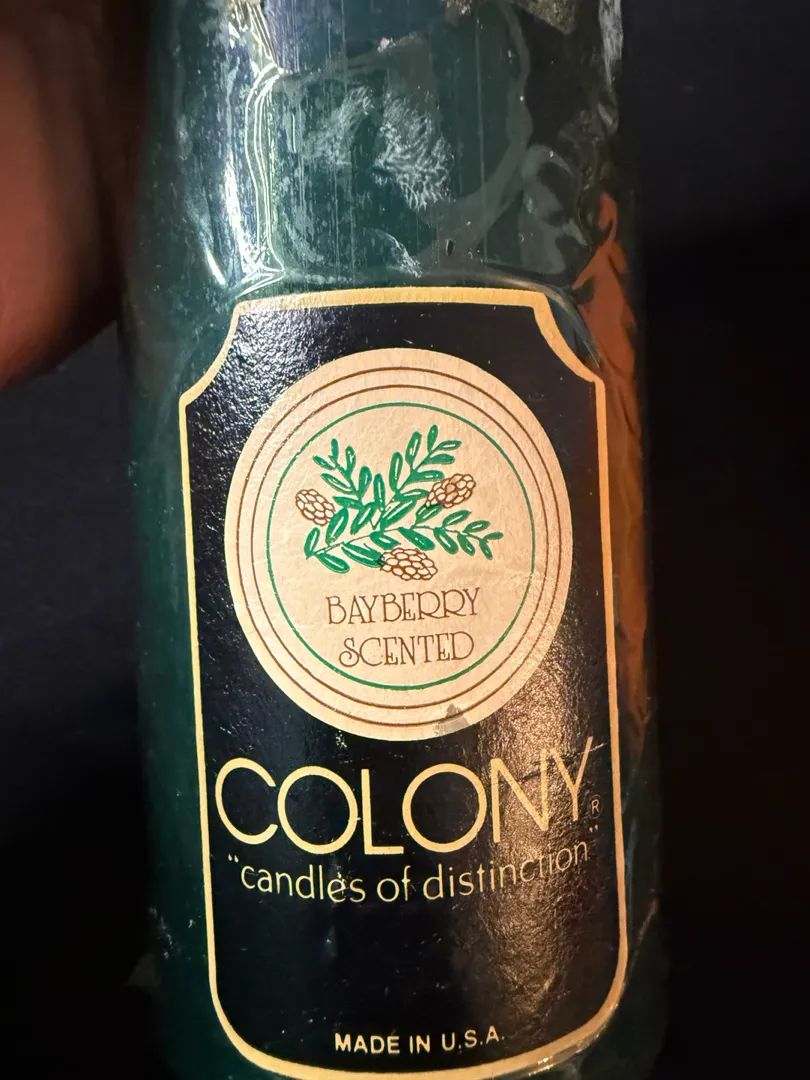 BAYBERRY
SCENTED
COLONY®
“candles of distinction”
MADE IN U.S.A.